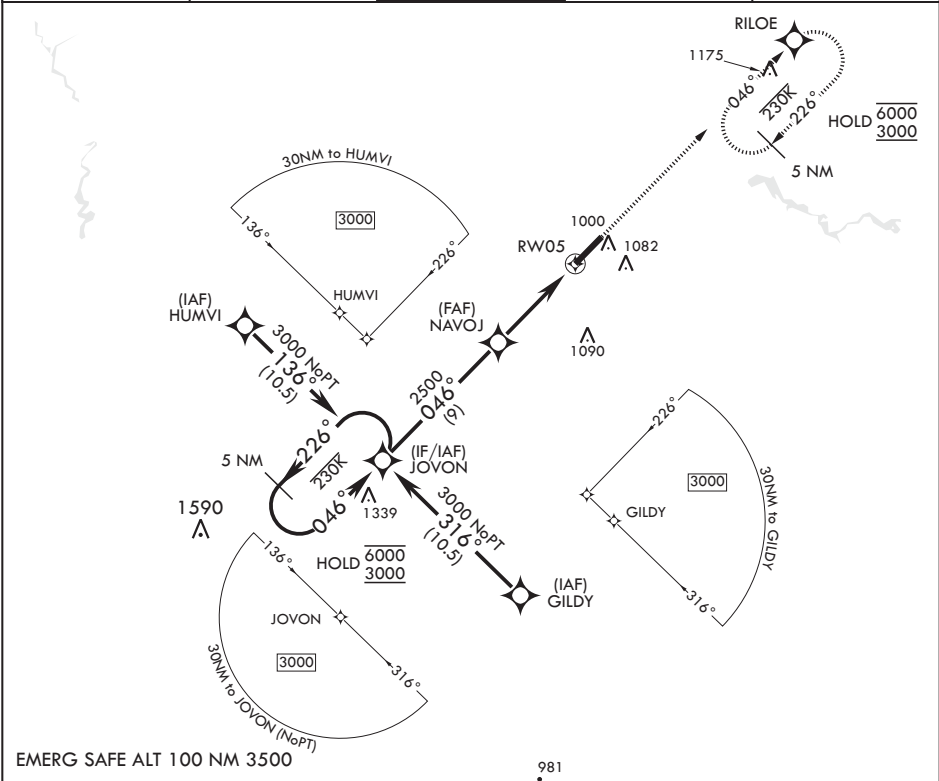 RILOE
1175
046°
230K
226°
HOLD 6000
3000
5 NM
30NM to HUMVI
3000
136°
226°
HUMVI
1000
RW05
1082
(IAF)
HUMVI
3000 NoPT
136°
(10.5)
(FAF)
NAVOJ
1090
2500
046°
(9)
226°
5 NM
230K
046°
(IF/IAF)
JOVON
1339
1590
HOLD 6000
3000
3000 NoPT
316°
(10.5)
(IAF)
GILDY
226°
3000
GILDY
30NM to GILDY
316°
136°
JOVON
3000
316°
30NM to JOVON (NoPT)
EMERG SAFE ALT 100 NM 3500
981